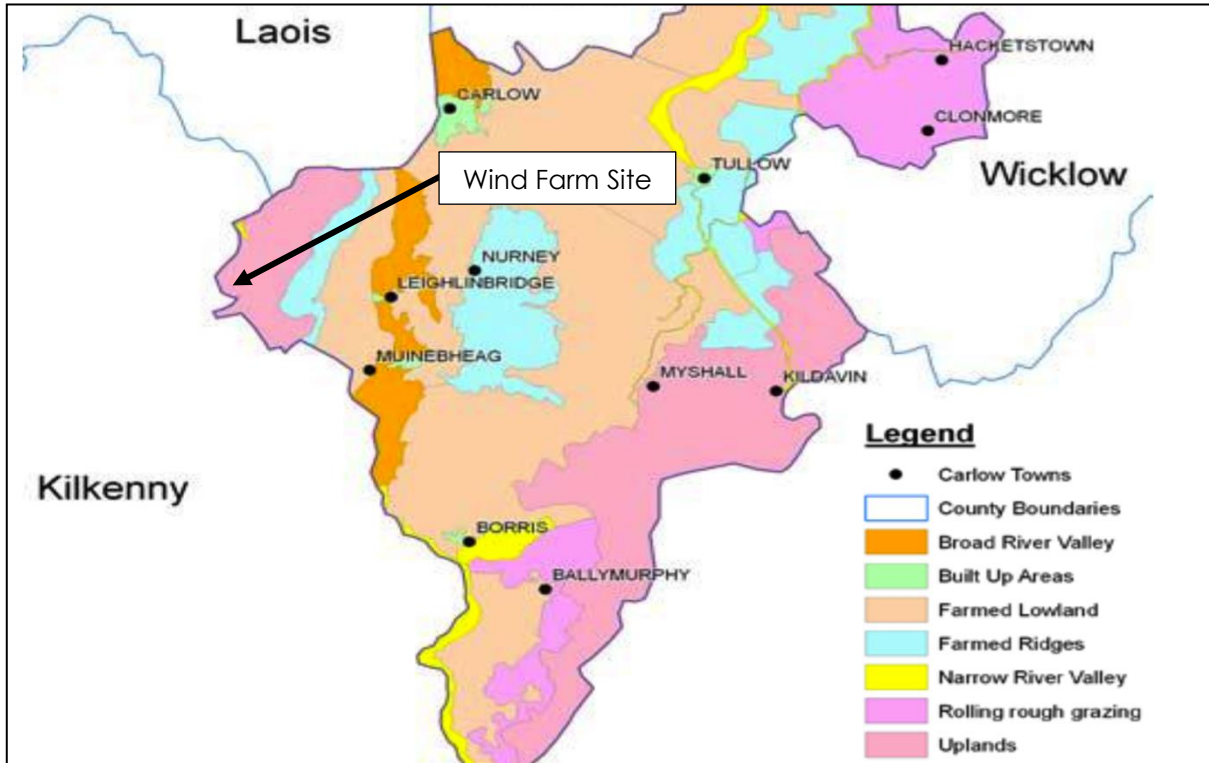 Laois
HACKETSTOWN
CARLOW
CLONMORE
TULLOW
Wind Farm Site
Wicklow
NURNEY
LEIGHLINBRIDGE
MUINEBHEAG
MYSHALL
KILDAVIN
Kilkenny
BORRIS
BALLYMURPHY
Legend
Carlow Towns
County Boundaries
Broad River Valley
Built Up Areas
Farmed Lowland
Farmed Ridges
Narrow River Valley
Rolling rough grazing
Uplands